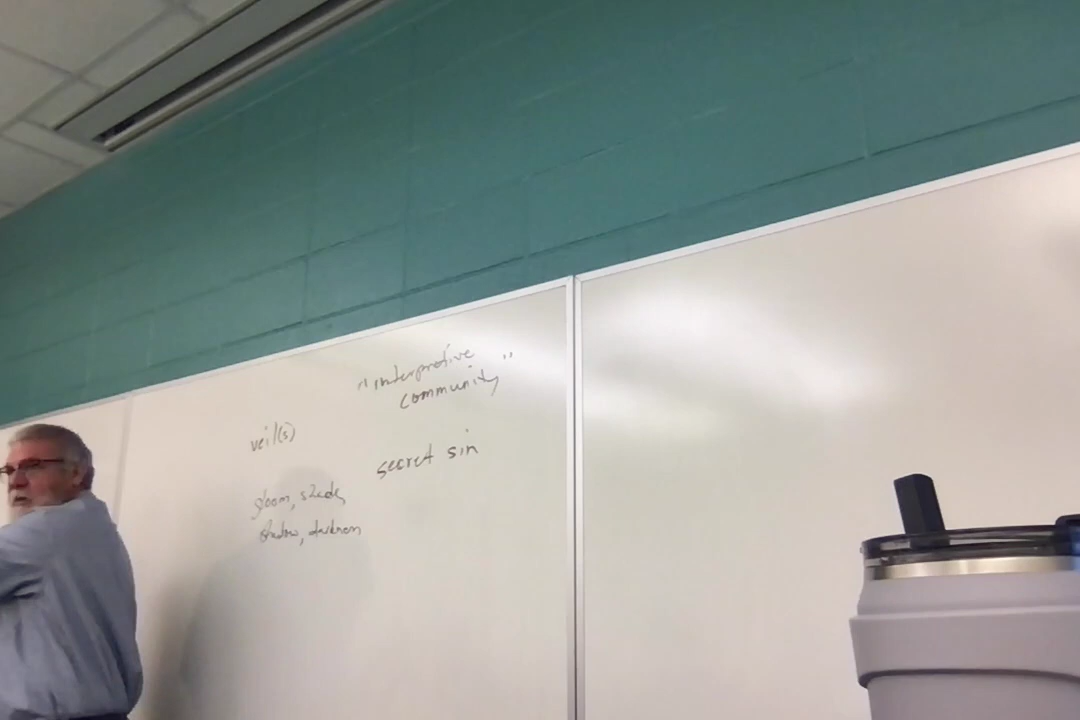 "interpretive
community"
veil(s)
secret sin
gloom, shade,
shadow, darkness